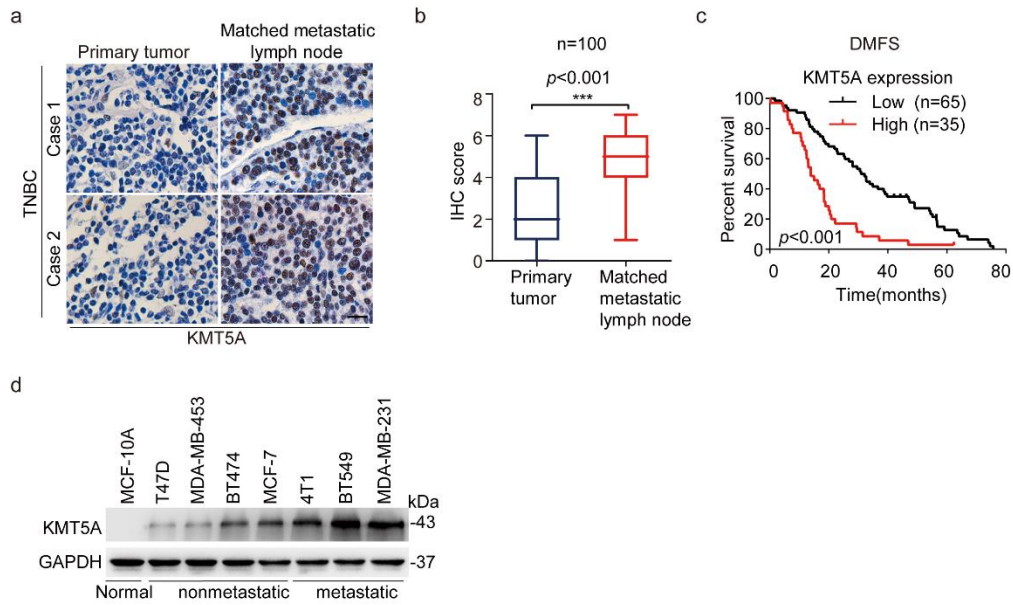 a
Primary tumor
Matched metastatic
lymph node
TNBC
Case 1
Case 2
KMT5A
b
n=100
p<0.001
***
IHC score
8
6
4
2
0
Primary
tumor
Matched
metastatic
lymph node
c
DMFS
KMT5A expression
Low (n=65)
High (n=35)
Percent survival
100
80
60
40
20
0
p<0.001
0 20 40 60 80
Time(months)
d
MCF-10A
T47D
MDA-MB-453
BT474
MCF-7
4T1
BT549
MDA-MB-231
kDa
KMT5A
-43
GAPDH
-37
Normal nonmetastatic metastatic